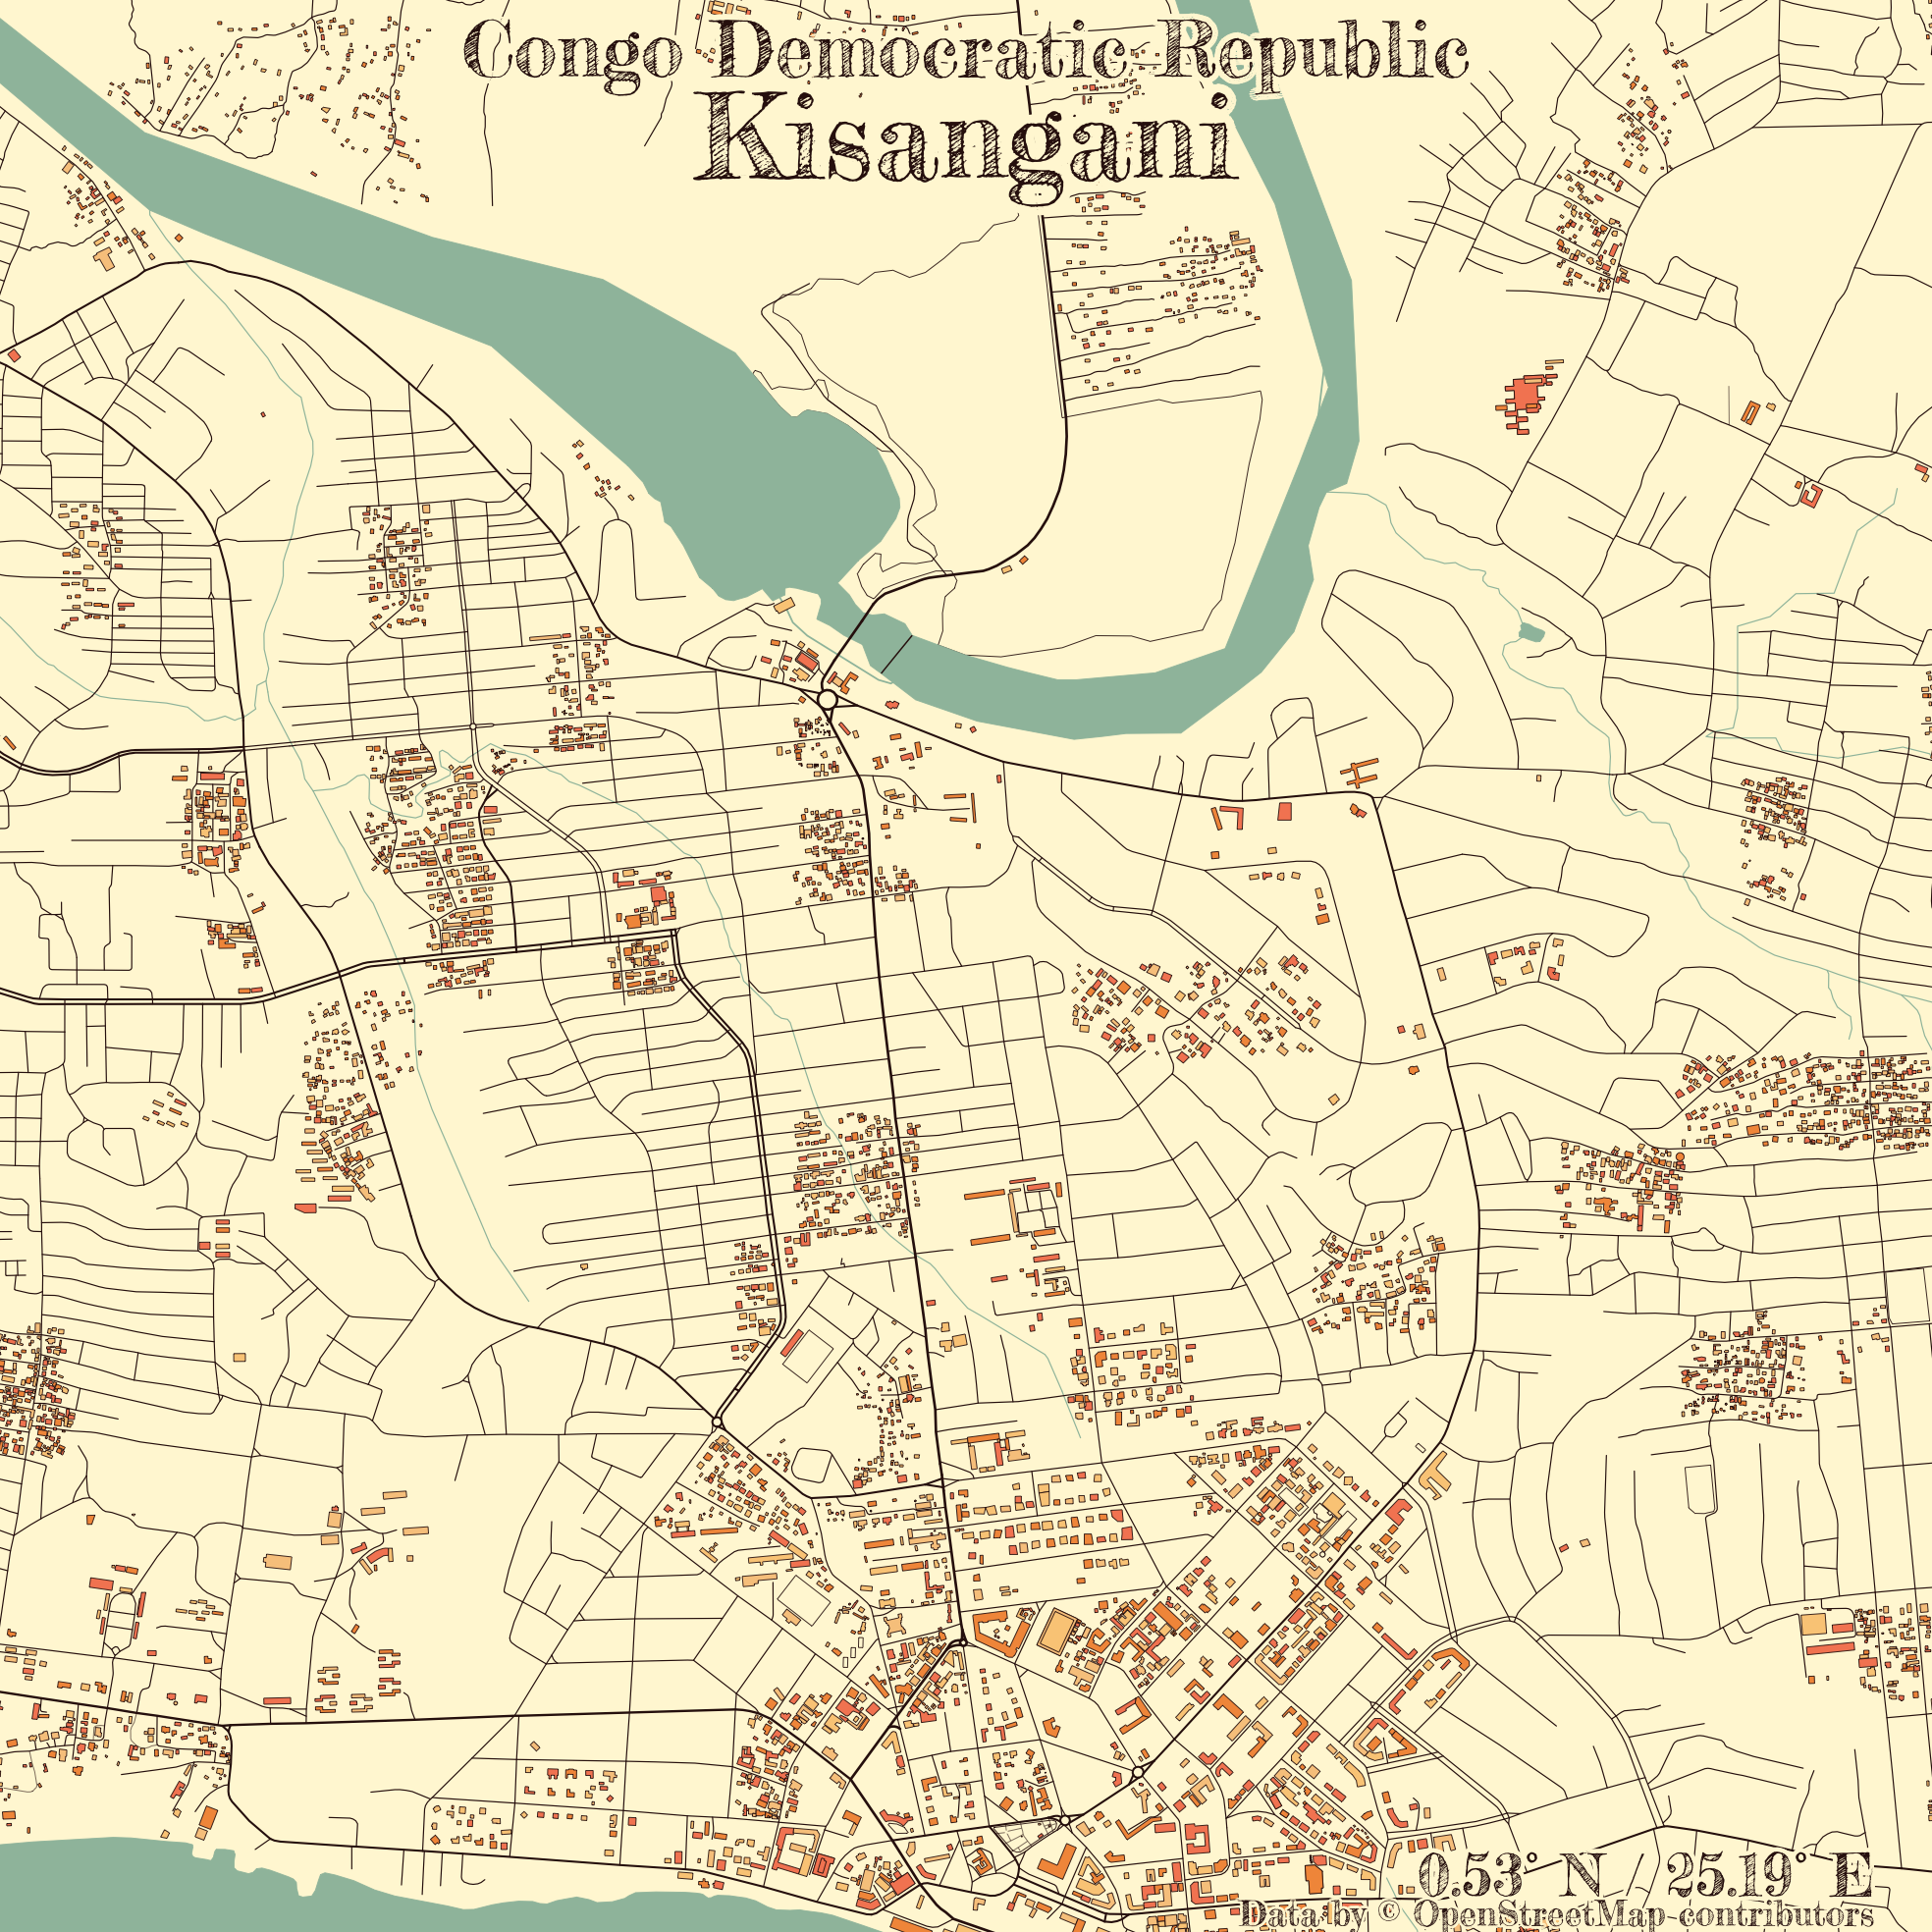 Congo Democratic Republic
Kisangani
0.53° N / 25.19° E
Data by © OpenStreetMap contributors